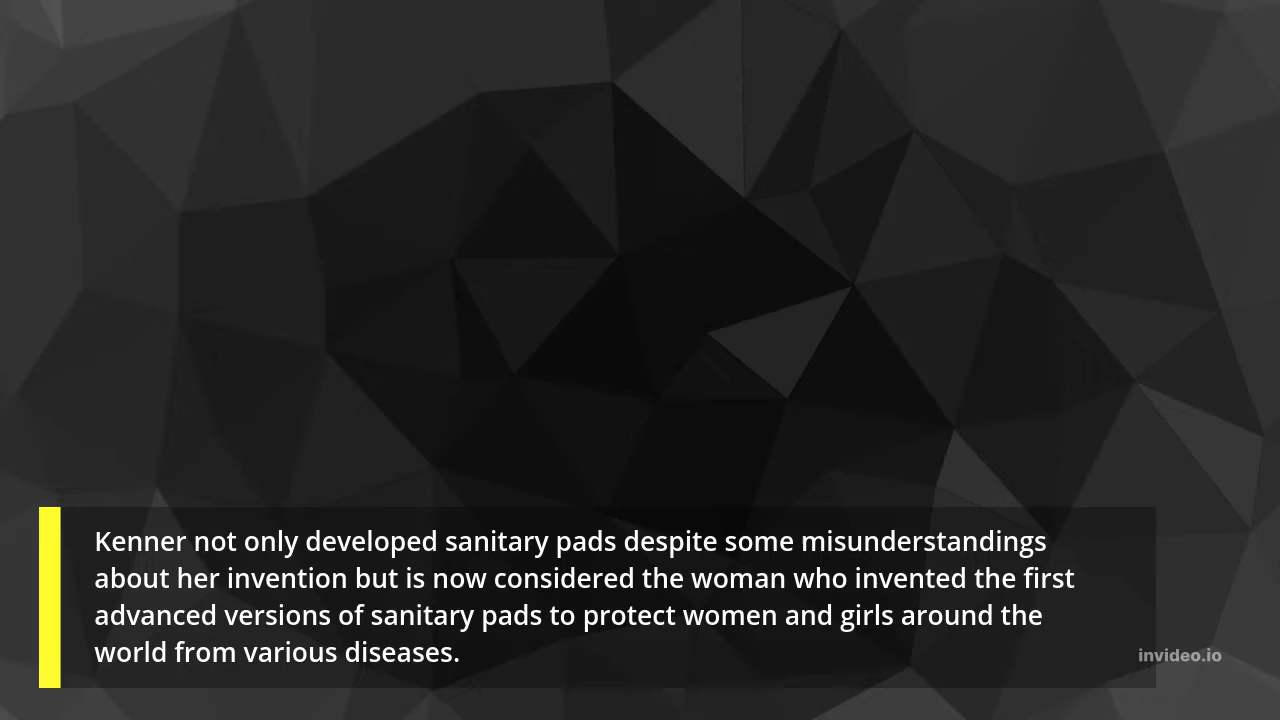 Kenner not only developed sanitary pads despite some misunderstandings
about her invention but is now considered the woman who invented the first
advanced versions of sanitary pads to protect women and girls around the
world from various diseases.
invideo.io